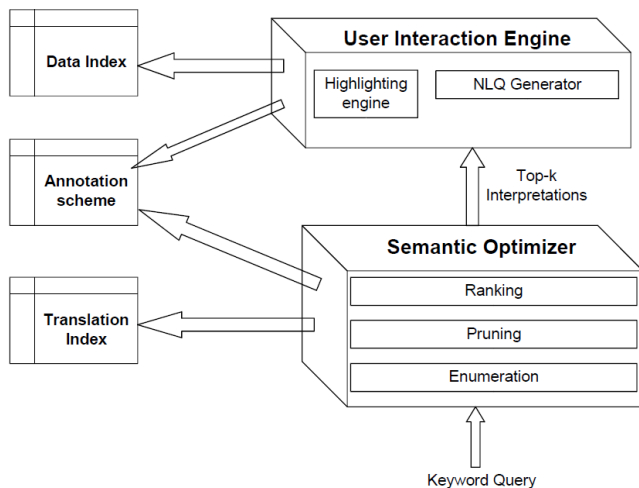 Data Index
Annotation
scheme
Translation
Index
User Interaction Engine
Highlighting
engine
NLQ Generator
Top-k
Interpretations
Semantic Optimizer
Ranking
Pruning
Enumeration
Keyword Query